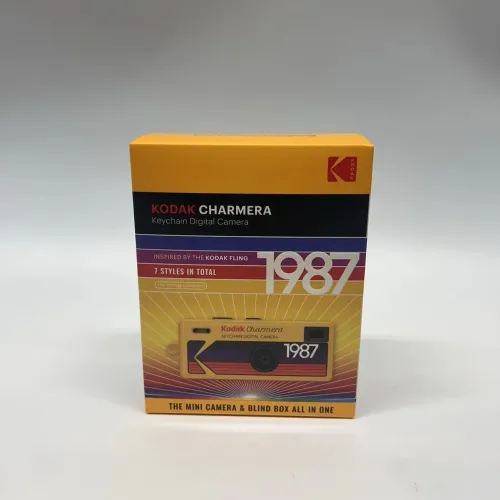 KODAK
KODAK CHARMERA
Keychain Digital Camera
INSPIRED BY THE KODAK FLING
1987
7 STYLES IN TOTAL
Kodak Charmera
KEYCHAIN DIGITAL CAMERA
1987
THE MINI CAMERA & BLIND BOX ALL IN ONE